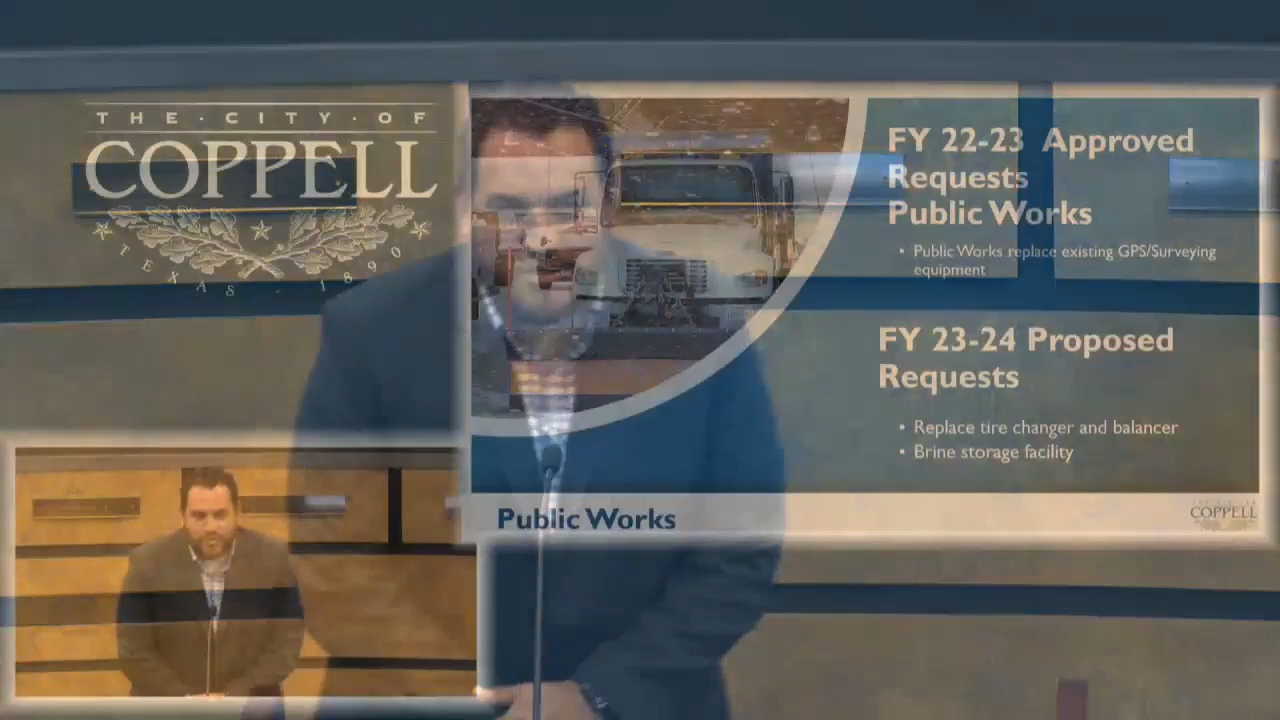 THE · CITY · OF
COPPELL
TEXAS · 1890
FY 22-23 Approved
Requests
Public Works
• Public Works replace existing GPS/Surveying
equipment
FY 23-24 Proposed
Requests
• Replace tire changer and balancer
• Brine storage facility
Public Works
COPPELL